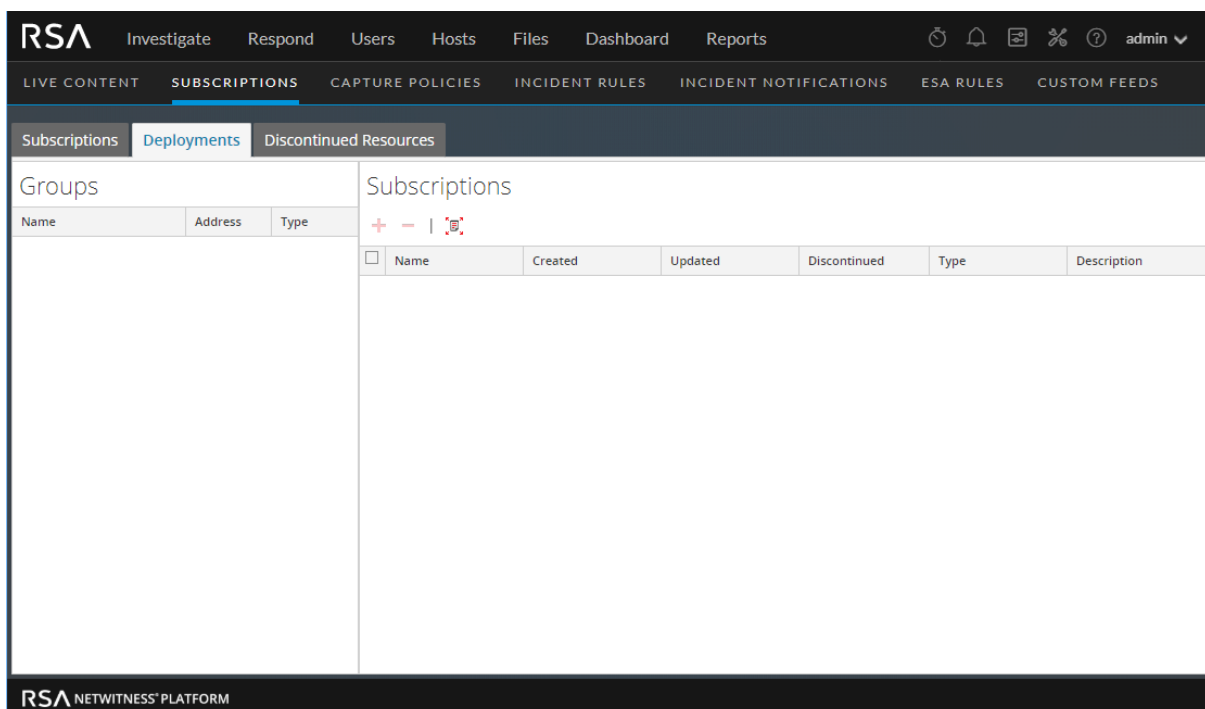 RSA Investigate Respond Users Hosts Files Dashboard Reports admin
LIVE CONTENT SUBSCRIPTIONS CAPTURE POLICIES INCIDENT RULES INCIDENT NOTIFICATIONS ESA RULES CUSTOM FEEDS
Subscriptions Deployments Discontinued Resources
Groups
Name Address Type
Subscriptions
Name Created Updated Discontinued Type Description
RSA NETWITNESS® PLATFORM